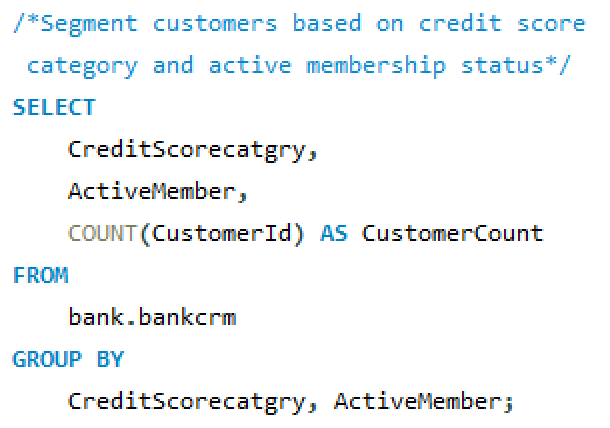 /*Segment customers based on credit score
category and active membership status*/
SELECT
CreditScorecatgry,
ActiveMember,
COUNT(CustomerId) AS CustomerCount
FROM
bank.bankcrm
GROUP BY
CreditScorecatgry, ActiveMember;